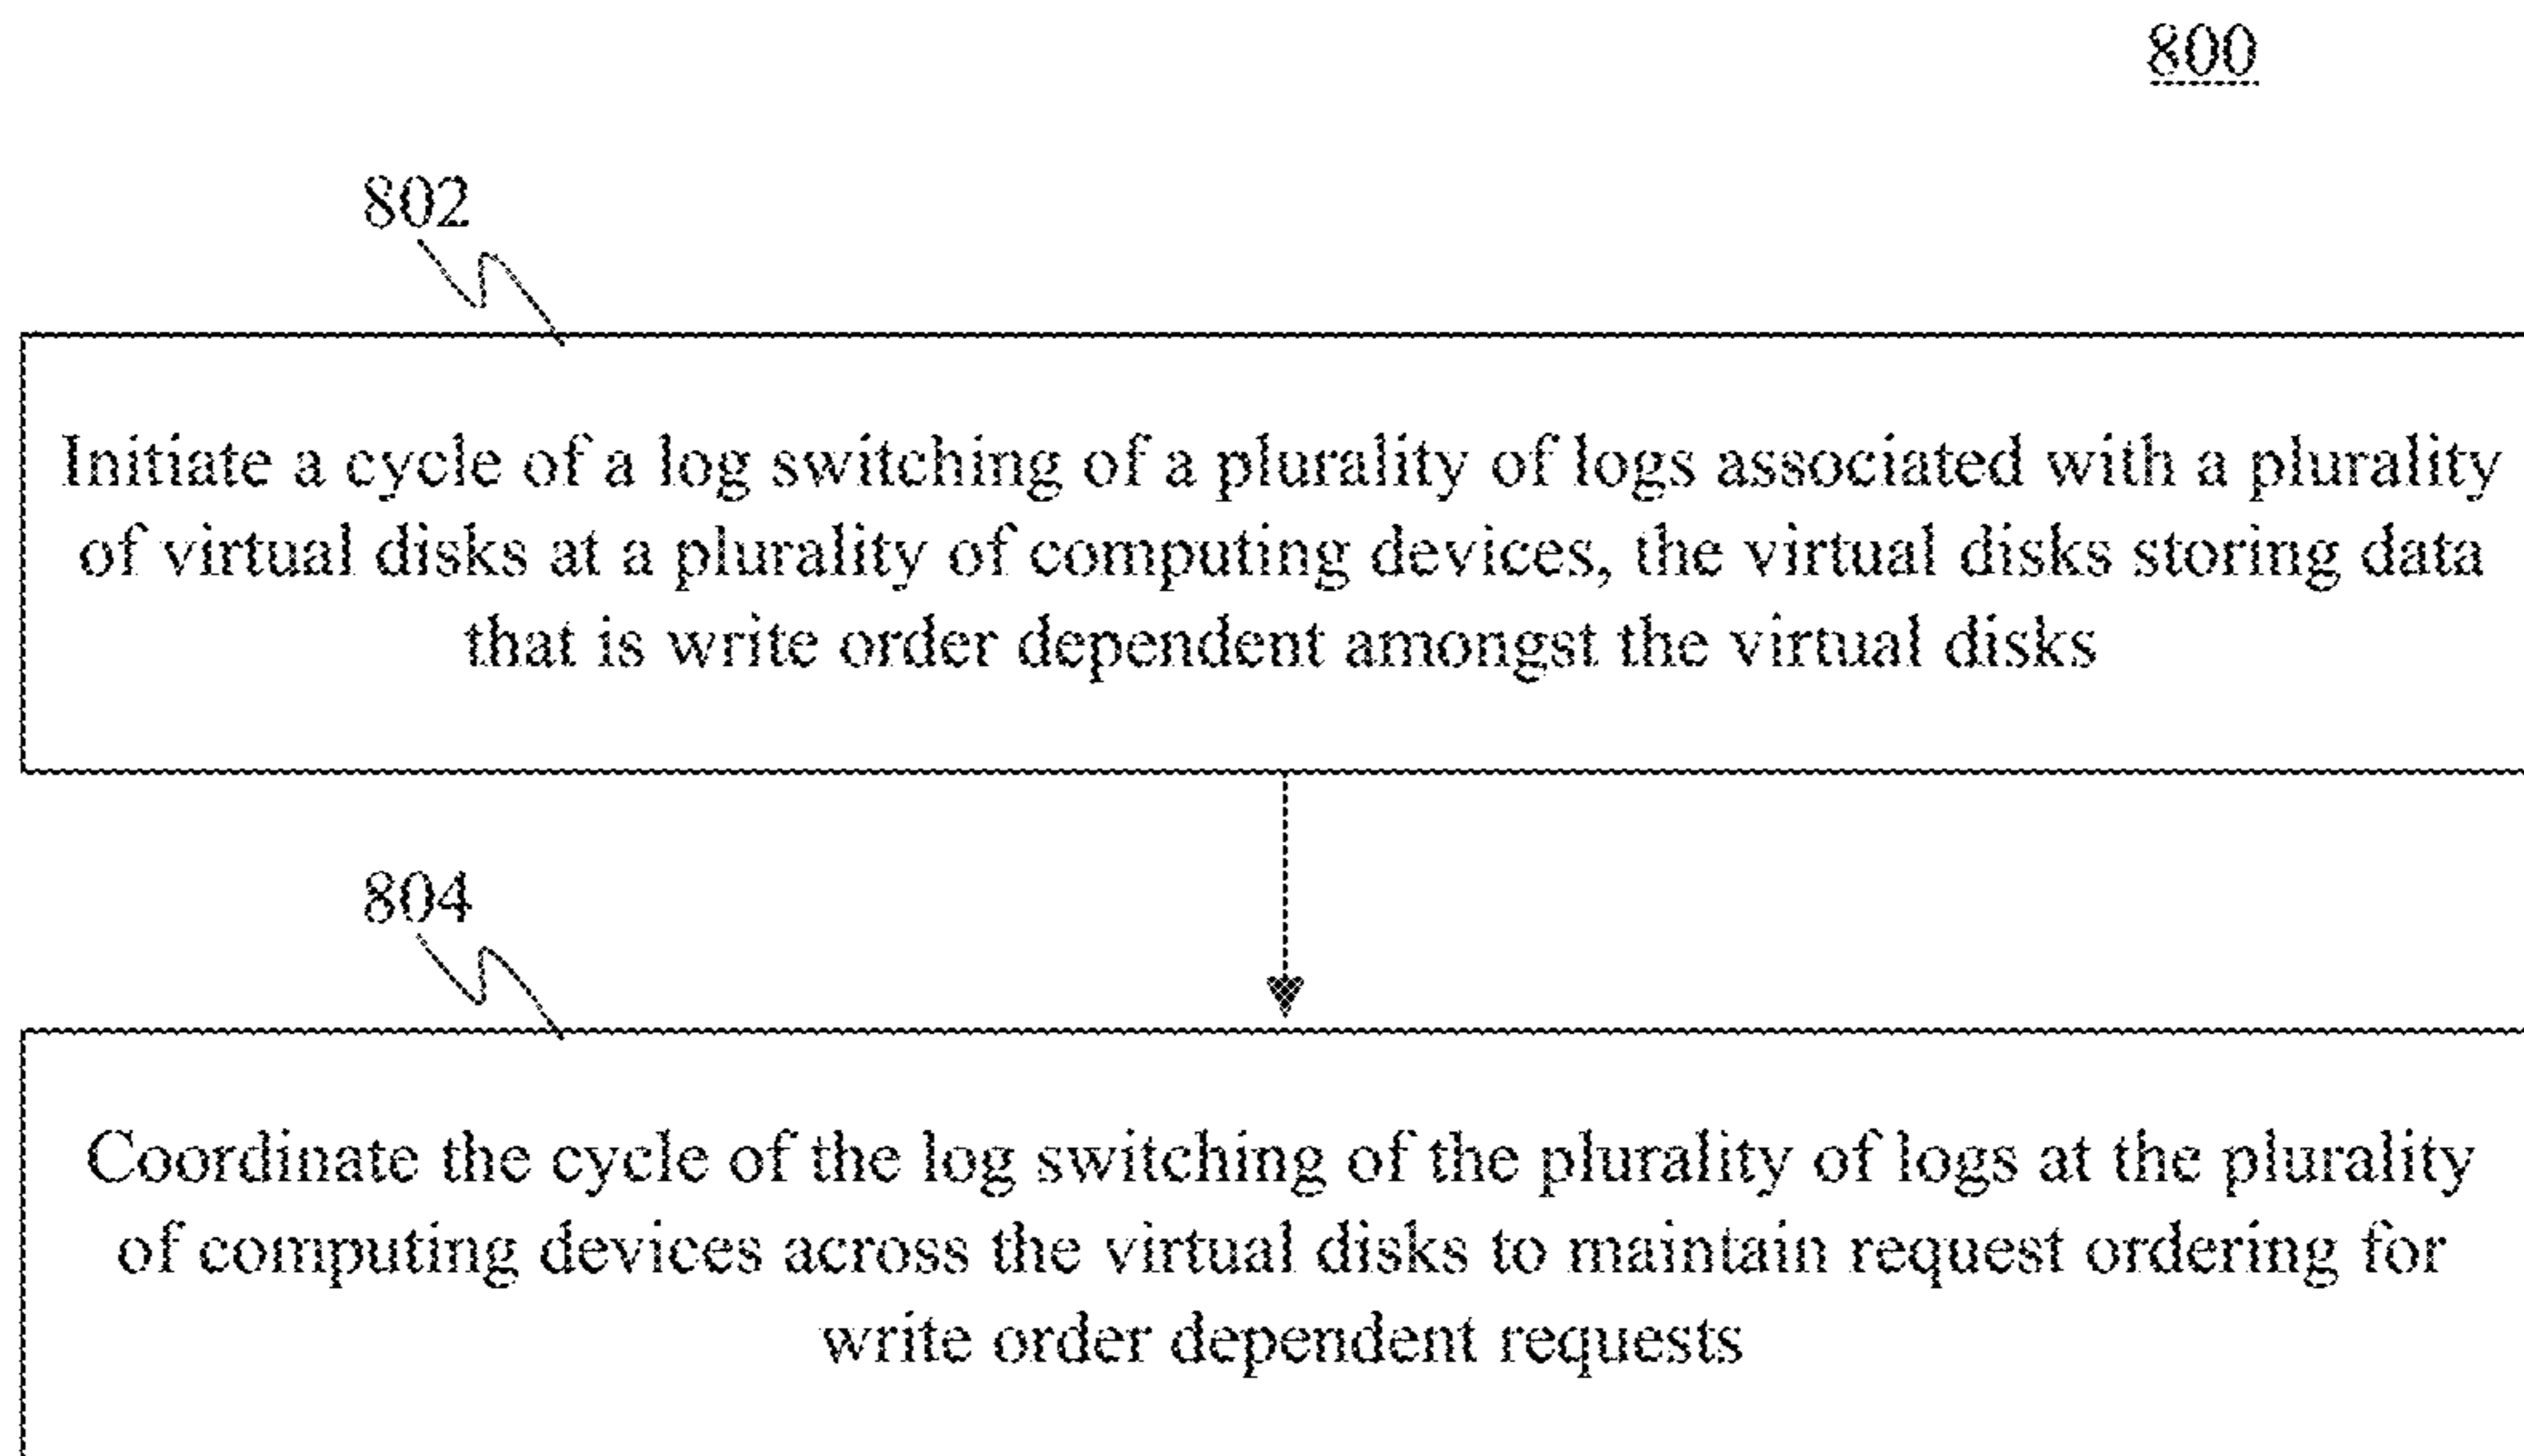 800
802
Initiate a cycle of a log switching of a plurality of logs associated with a plurality
of virtual disks at a plurality of computing devices, the virtual disks storing data
that is write order dependent amongst the virtual disks
804
Coordinate the cycle of the log switching of the plurality of logs at the plurality
of computing devices across the virtual disks to maintain request ordering for
write order dependent requests